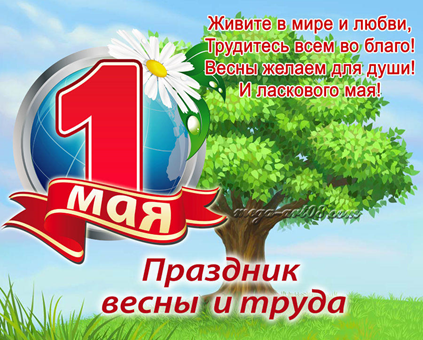 Живите в мире и любви,
Трудитесь всем во благо!
Весны желаем для души!
И ласкового мая!
1
мая
Праздник
весны и труда